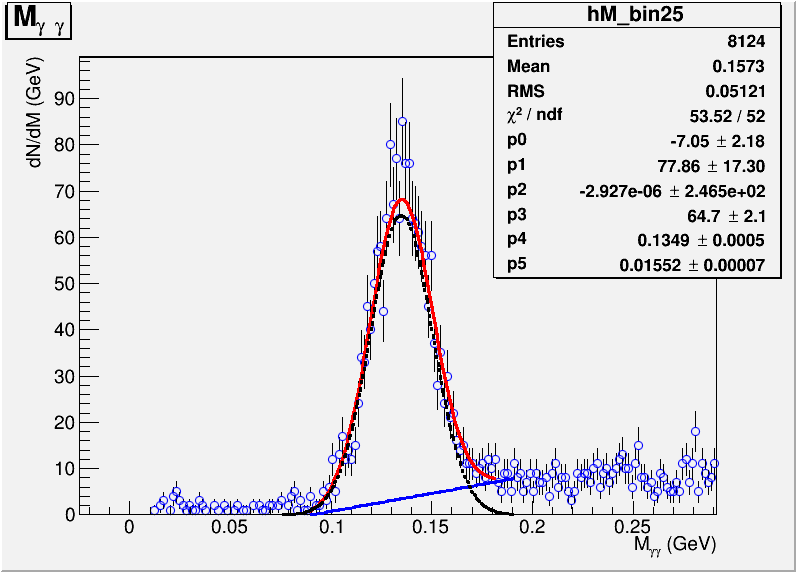 M γ γ
hM_bin25
Entries 8124
Mean 0.1573
RMS 0.05121
χ² / ndf 53.52 / 52
p0 -7.05 ± 2.18
p1 77.86 ± 17.30
p2 -2.927e-06 ± 2.465e+02
p3 64.7 ± 2.1
p4 0.1349 ± 0.0005
p5 0.01552 ± 0.00007
dN/dM (GeV)
90
80
70
60
50
40
30
20
10
0
0 0.05 0.1 0.15 0.2 0.25
Mγγ (GeV)